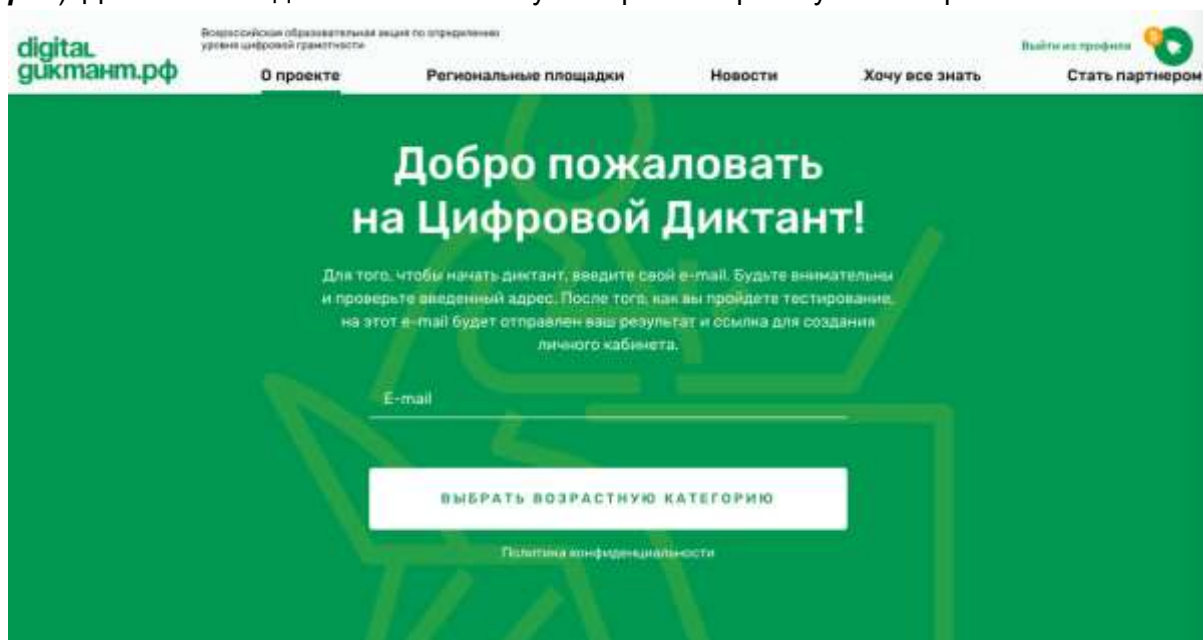 digital
диктант.рф
Всероссийская образовательная акция по определению
уровня цифровой грамотности
Выйти из профиля
О проекте
Региональные площадки
Новости
Хочу все знать
Стать партнером
Добро пожаловать
на Цифровой Диктант!
Для того, чтобы начать диктант, введите свой e-mail. Будьте внимательны
и проверьте введенный адрес. После того, как вы пройдете тестирование,
на этот e-mail будет отправлен ваш результат и ссылка для создания
личного кабинета.
E-mail
ВЫБРАТЬ ВОЗРАСТНУЮ КАТЕГОРИЮ
Политика конфиденциальности